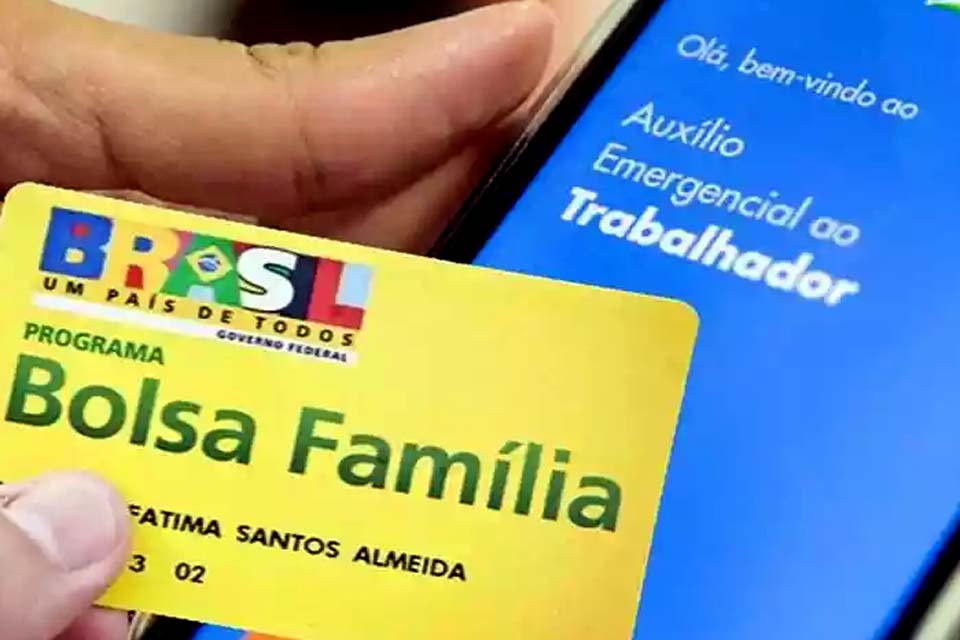 Olá, bem-vindo ao
Auxílio
Emergencial ao
Trabalhador
BRASIL
UM PAÍS DE TODOS
GOVERNO FEDERAL
PROGRAMA
Bolsa Família
FATIMA SANTOS ALMEIDA
3 02